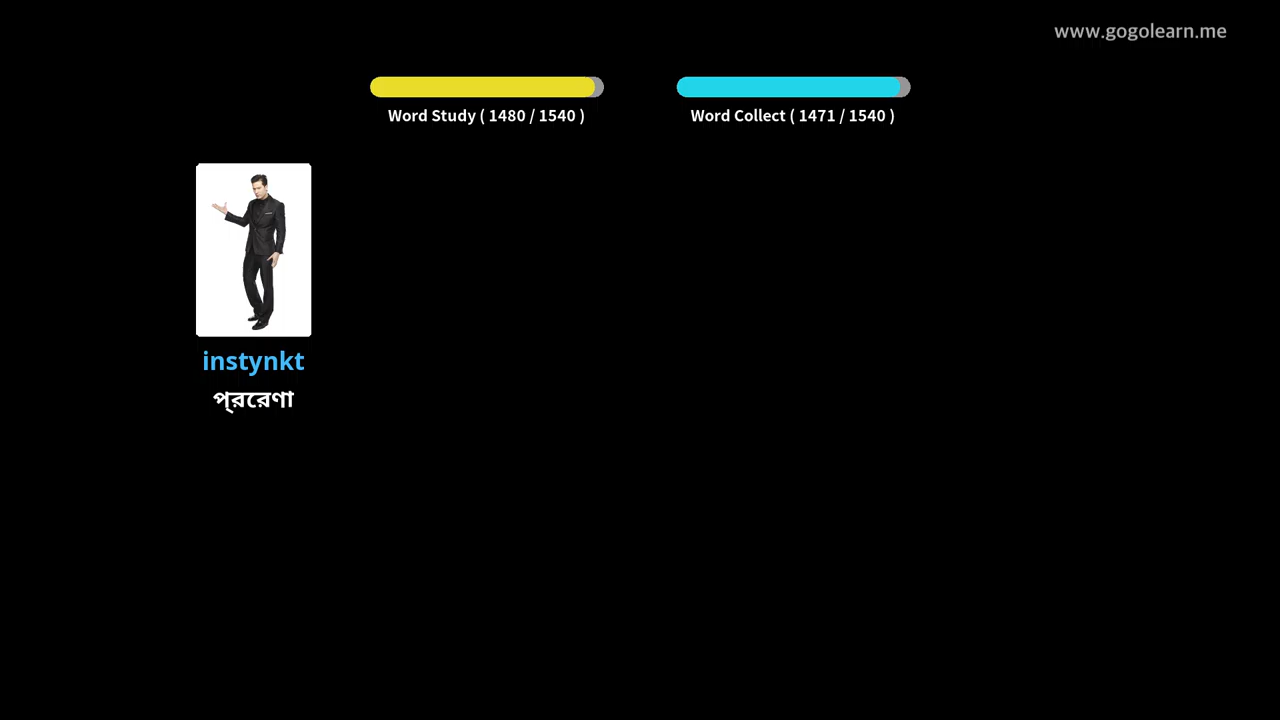 www.gogolearn.me
Word Study ( 1480 / 1540 )
Word Collect ( 1471 / 1540 )
instynkt
প্ররেণা